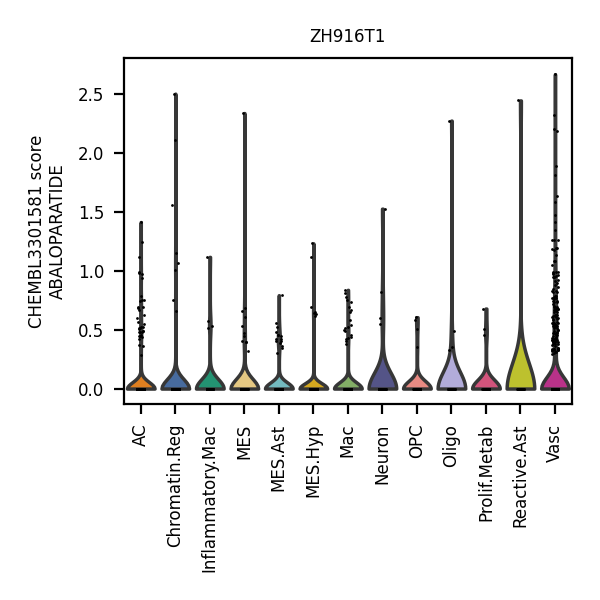 ZH916T1
CHEMBL3301581 score
ABALOPARATIDE
2.5
2.0
1.5
1.0
0.5
0.0
AC
Chromatin.Reg
Inflammatory.Mac
MES
MES.Ast
MES.Hyp
Mac
Neuron
OPC
Oligo
Prolif.Metab
Reactive.Ast
Vasc